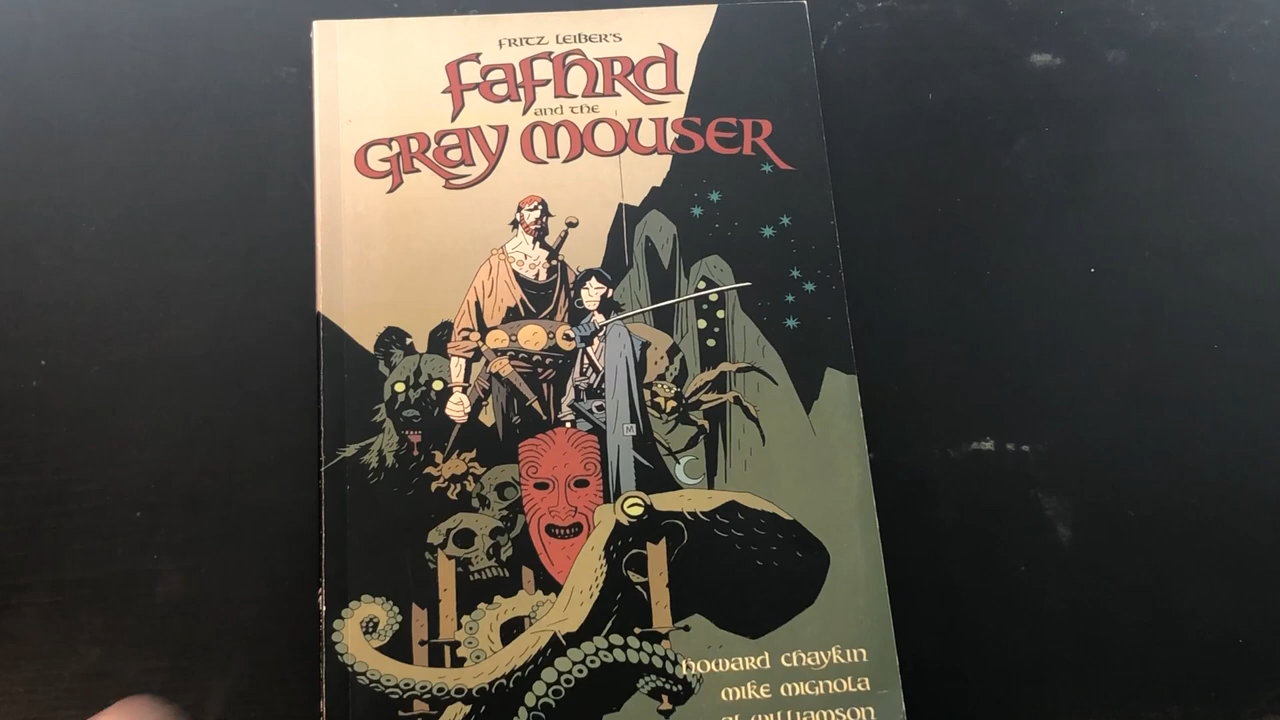 FRITZ LEIBER'S
Fafhrd
and the
Gray Mouser
M
Howard Chaykin
Mike Mignola
Al Williamson